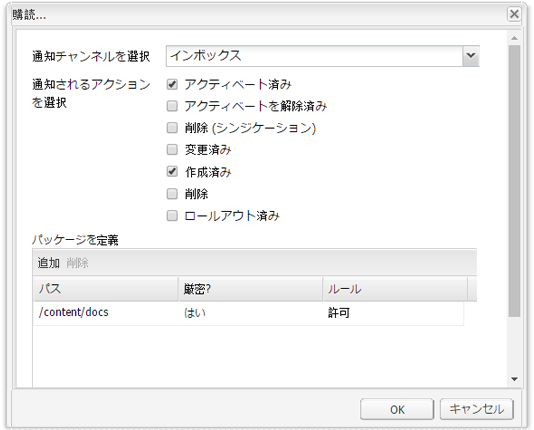 購読...
通知チャンネルを選択
インボックス
通知されるアクション
を選択
アクティベート済み
アクティベートを解除済み
削除 (シンジケーション)
変更済み
作成済み
削除
ロールアウト済み
パッケージを定義
追加 削除
パス 厳密? ルール
/content/docs はい 許可
OK キャンセル